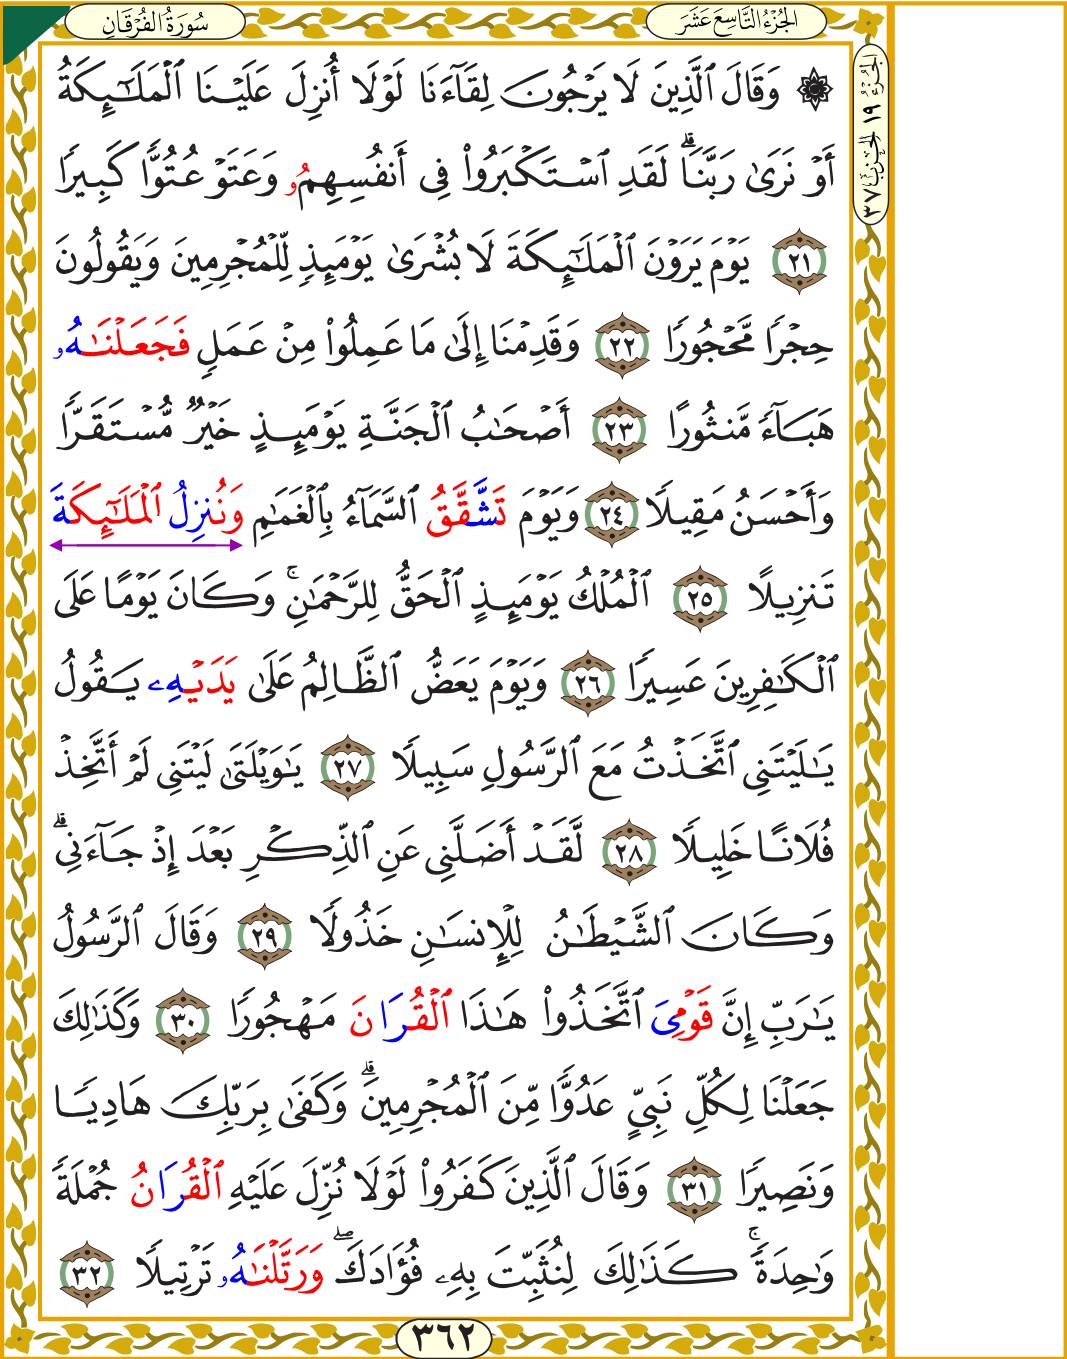 سُورَةُ الفُرْقَانِ
الجُزْءُ التَّاسِعَ عَشَرَ
الجُزْءُ ١٩ الحِزْبُ ٣٧
۞ وَقَالَ ٱلَّذِينَ لَا يَرْجُونَ لِقَآءَنَا لَوْلَا أُنزِلَ عَلَيْنَا ٱلْمَلَـٰٓئِكَةُ
أَوْ نَرَىٰ رَبَّنَاۗ لَقَدِ ٱسْتَكْبَرُوا۟ فِى أَنفُسِهِمُۥ وَعَتَوْ عُتُوًّا كَبِيرًا
٢١ يَوْمَ يَرَوْنَ ٱلْمَلَـٰٓئِكَةَ لَا بُشْرَىٰ يَوْمَئِذٍ لِّلْمُجْرِمِينَ وَيَقُولُونَ
حِجْرًا مَّحْجُورًا ٢٢ وَقَدِمْنَا إِلَىٰ مَا عَمِلُوا۟ مِنْ عَمَلٍ فَجَعَلْنَـٰهُۥ
هَبَآءً مَّنثُورًا ٢٣ أَصْحَـٰبُ ٱلْجَنَّةِ يَوْمَئِذٍ خَيْرٌ مُّسْتَقَرًّا
وَأَحْسَنُ مَقِيلًا ٢٤ وَيَوْمَ تَشَّقَّقُ ٱلسَّمَآءُ بِٱلْغَمَـٰمِ وَنُنزِلُ ٱلْمَلَـٰٓئِكَةَ
تَنزِيلًا ٢٥ ٱلْمُلْكُ يَوْمَئِذٍ ٱلْحَقُّ لِلرَّحْمَـٰنِۚ وَكَانَ يَوْمًا عَلَى
ٱلْكَـٰفِرِينَ عَسِيرًا ٢٦ وَيَوْمَ يَعَضُّ ٱلظَّالِمُ عَلَىٰ يَدَيْهِۦ يَقُولُ
يَـٰلَيْتَنِى ٱتَّخَذْتُ مَعَ ٱلرَّسُولِ سَبِيلًا ٢٧ يَـٰوَيْلَتَىٰ لَيْتَنِى لَمْ أَتَّخِذْ
فُلَانًا خَلِيلًا ٢٨ لَّقَدْ أَضَلَّنِى عَنِ ٱلذِّكْرِ بَعْدَ إِذْ جَآءَنِىۗ
وَكَانَ ٱلشَّيْطَـٰنُ لِلْإِنسَـٰنِ خَذُولًا ٢٩ وَقَالَ ٱلرَّسُولُ
يَـٰرَبِّ إِنَّ قَوْمِىَ ٱتَّخَذُوا۟ هَـٰذَا ٱلْقُرَانَ مَهْجُورًا ٣٠ وَكَذَٰلِكَ
جَعَلْنَا لِكُلِّ نَبِىٍّ عَدُوًّا مِّنَ ٱلْمُجْرِمِينَۗ وَكَفَىٰ بِرَبِّكَ هَادِيًا
وَنَصِيرًا ٣١ وَقَالَ ٱلَّذِينَ كَفَرُوا۟ لَوْلَا نُزِّلَ عَلَيْهِ ٱلْقُرَانُ جُمْلَةً
وَٰحِدَةًۚ كَذَٰلِكَ لِنُثَبِّتَ بِهِۦ فُؤَادَكَۖ وَرَتَّلْنَـٰهُۥ تَرْتِيلًا ٣٢
٣٦٢